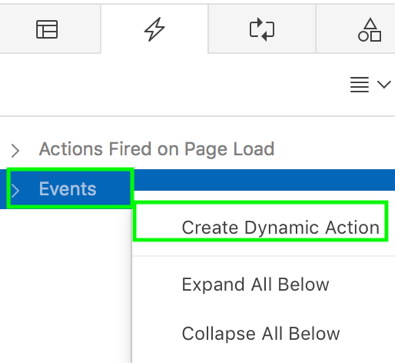 Actions Fired on Page Load
Events
Create Dynamic Action
Expand All Below
Collapse All Below